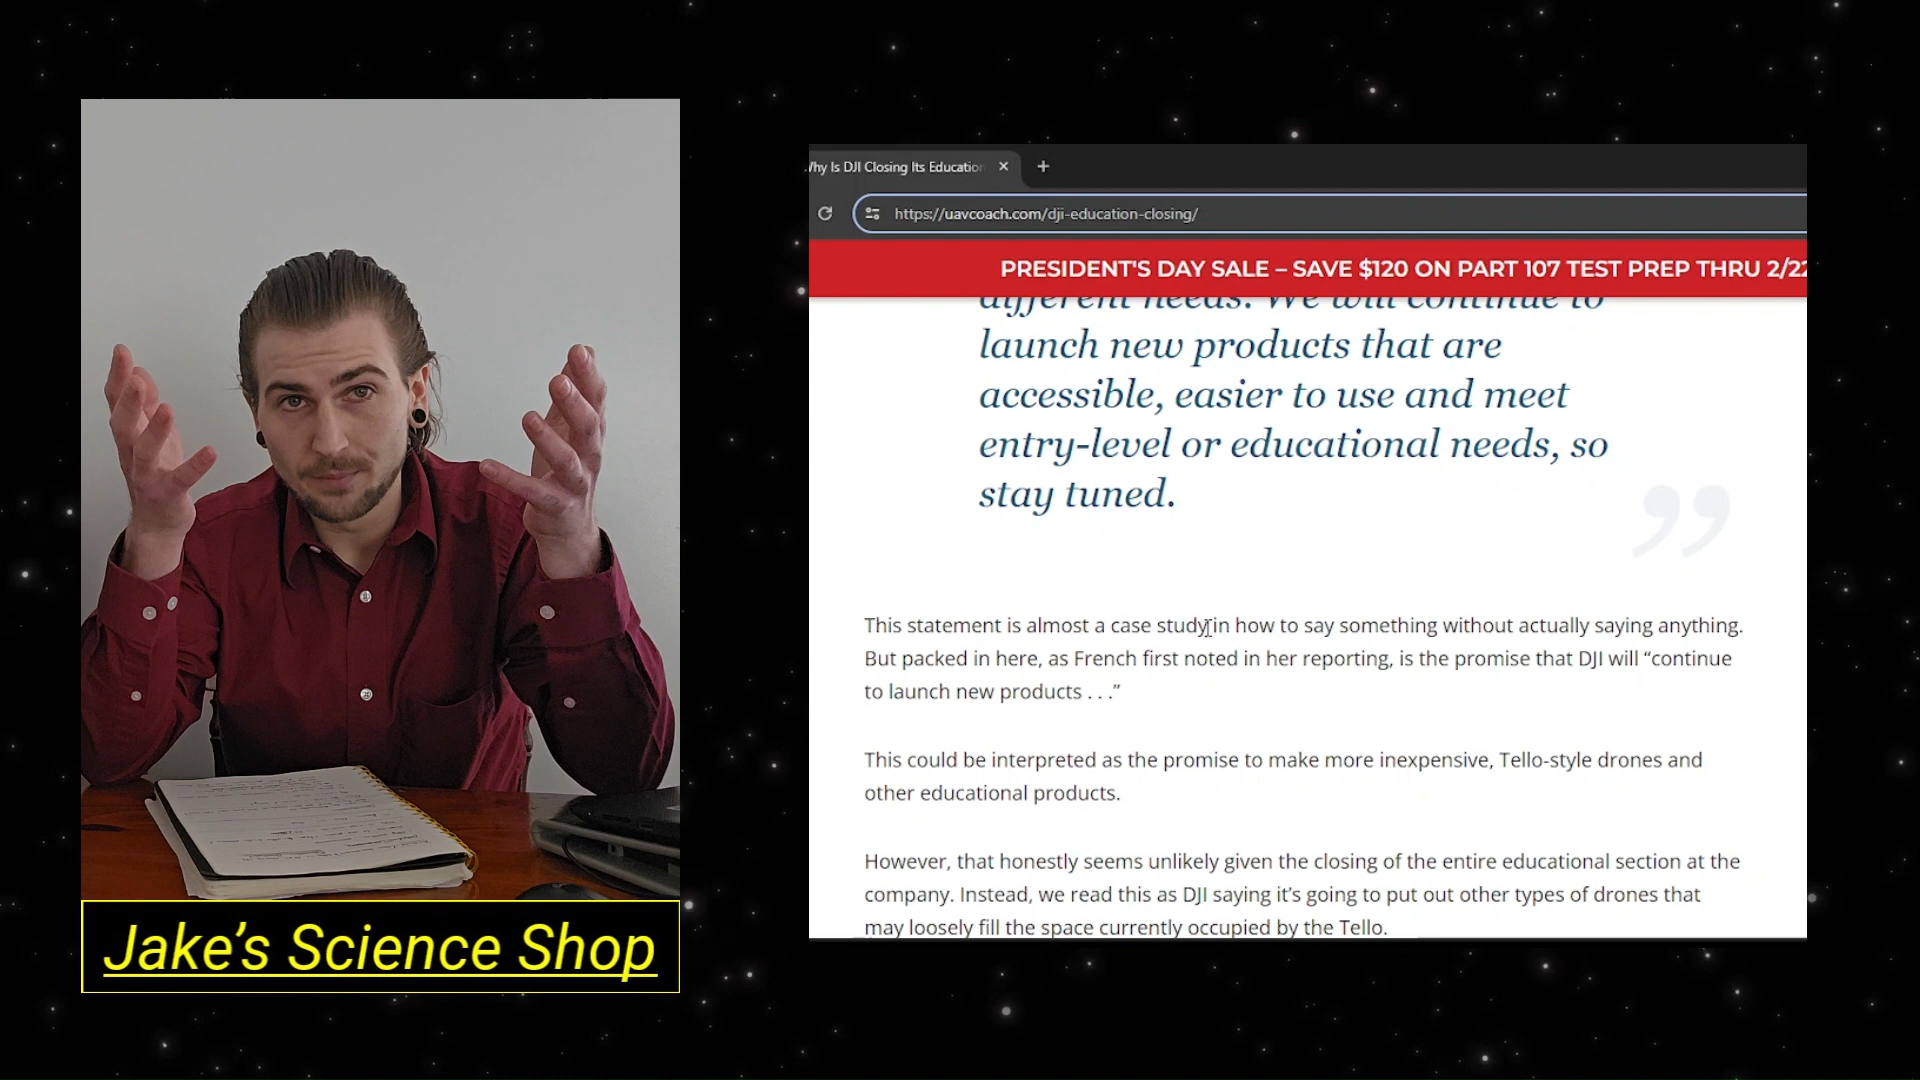 Why Is DJI Closing Its Education
https://uavcoach.com/dji-education-closing/
PRESIDENT'S DAY SALE – SAVE $120 ON PART 107 TEST PREP THRU 2/22
different needs. We will continue to
launch new products that are
accessible, easier to use and meet
entry-level or educational needs, so
stay tuned.
”
This statement is almost a case study in how to say something without actually saying anything.
But packed in here, as French first noted in her reporting, is the promise that DJI will “continue
to launch new products . . .”
This could be interpreted as the promise to make more inexpensive, Tello-style drones and
other educational products.
However, that honestly seems unlikely given the closing of the entire educational section at the
company. Instead, we read this as DJI saying it’s going to put out other types of drones that
may loosely fill the space currently occupied by the Tello.
Jake’s Science Shop